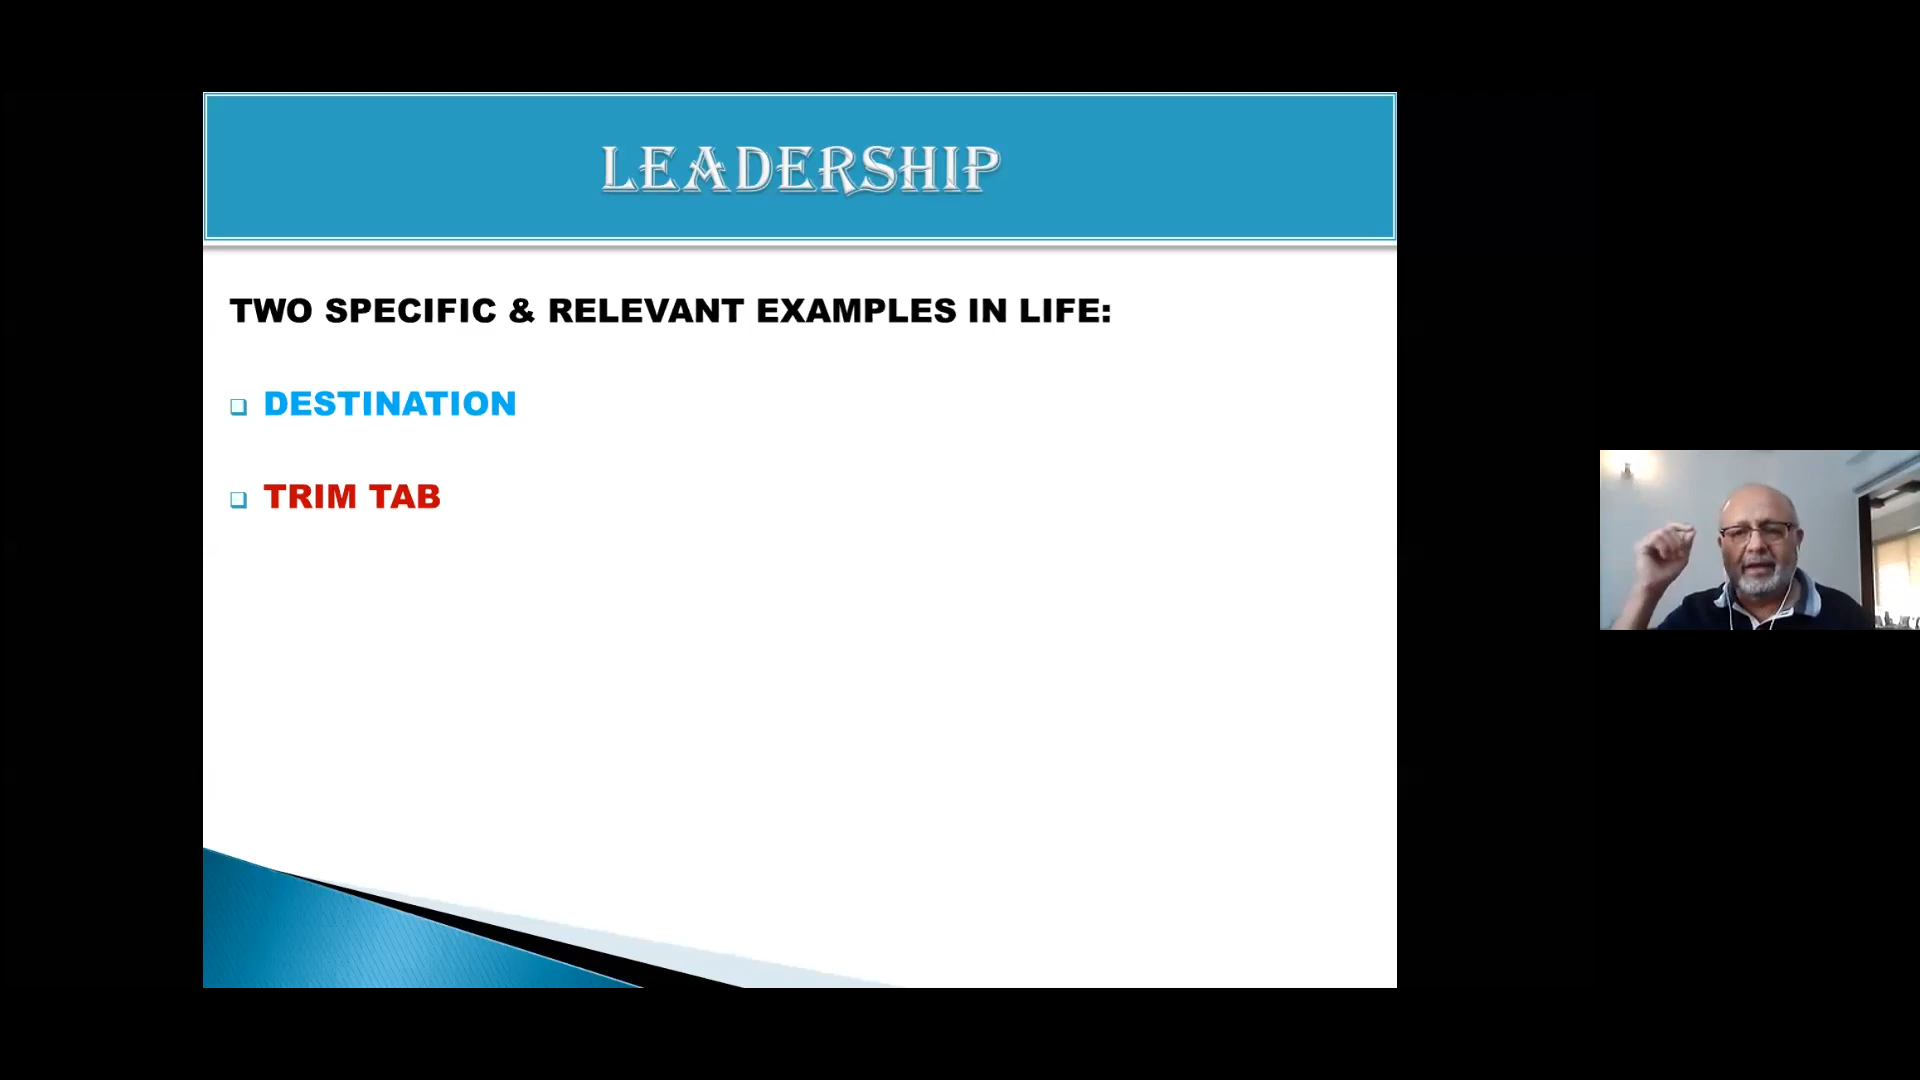 LEADERSHIP
TWO SPECIFIC & RELEVANT EXAMPLES IN LIFE:
DESTINATION
TRIM TAB